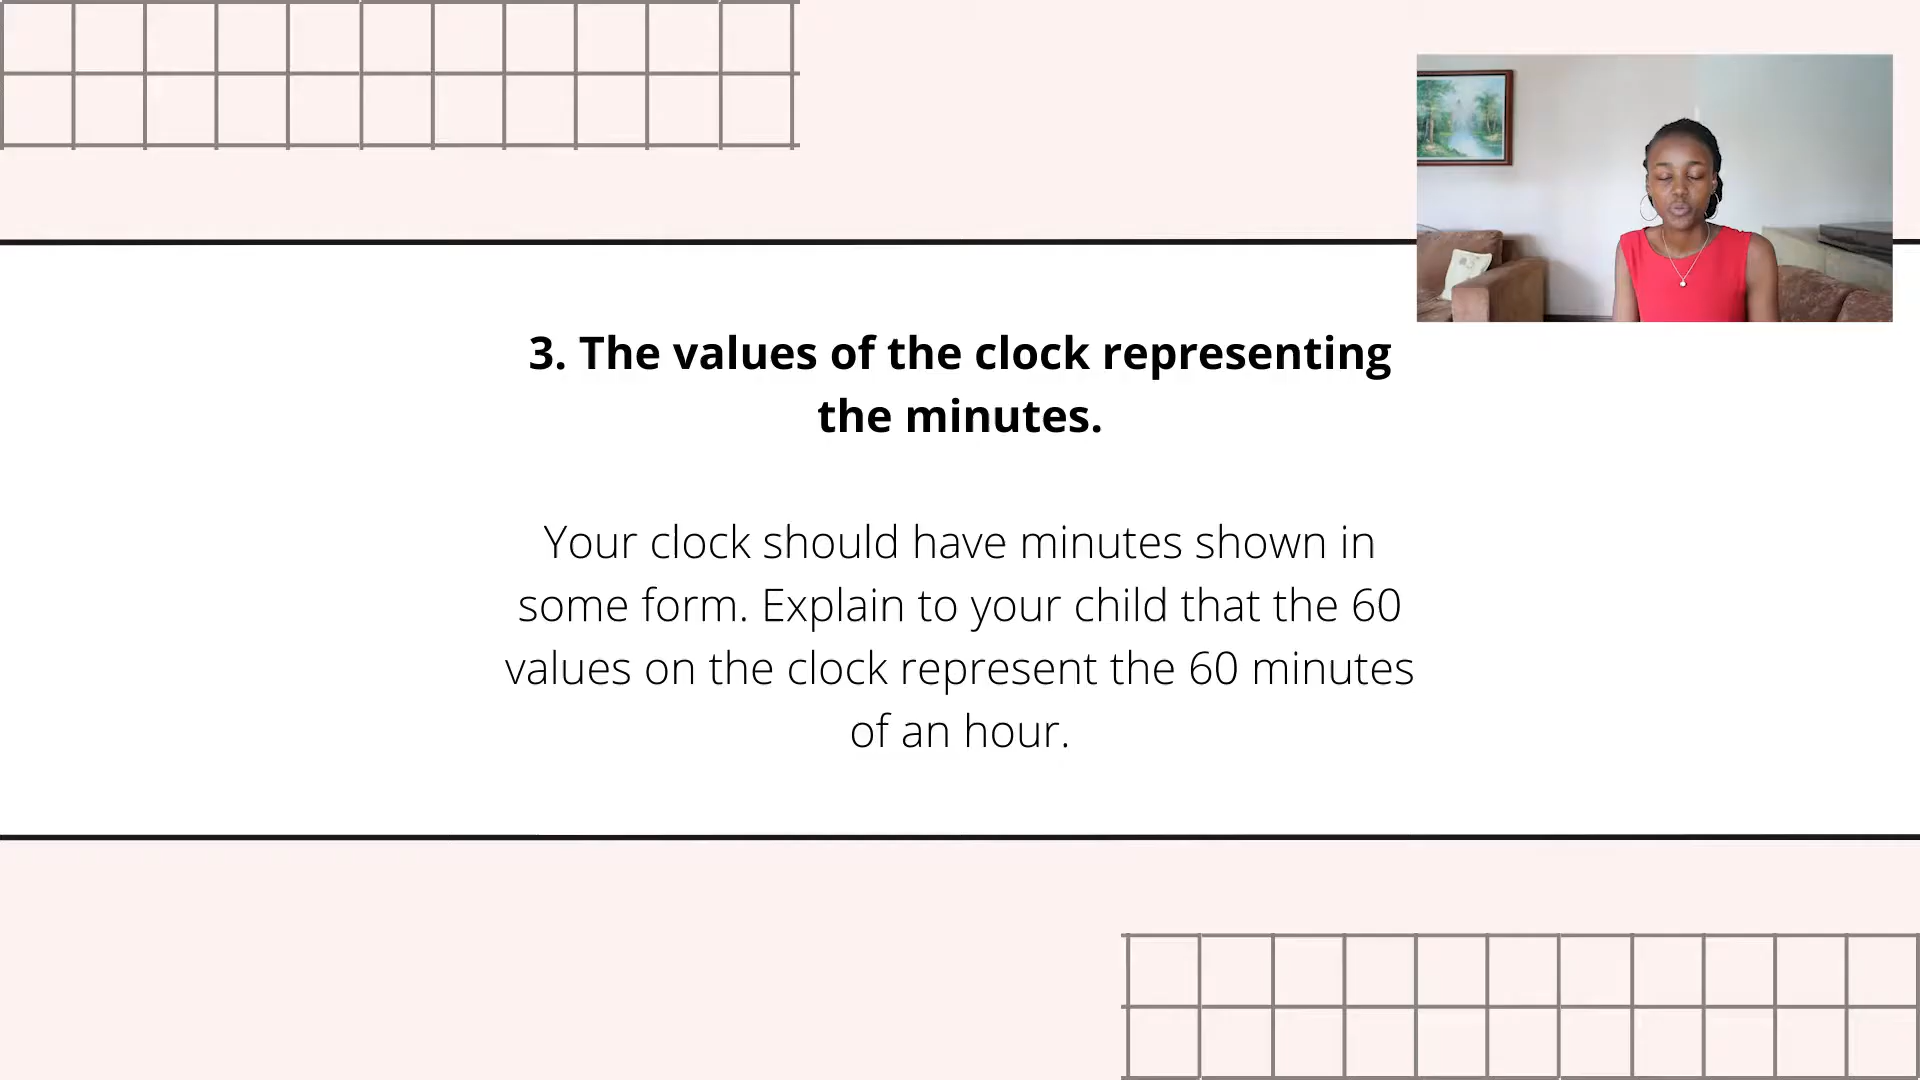 3. The values of the clock representing
the minutes.
Your clock should have minutes shown in
some form. Explain to your child that the 60
values on the clock represent the 60 minutes
of an hour.